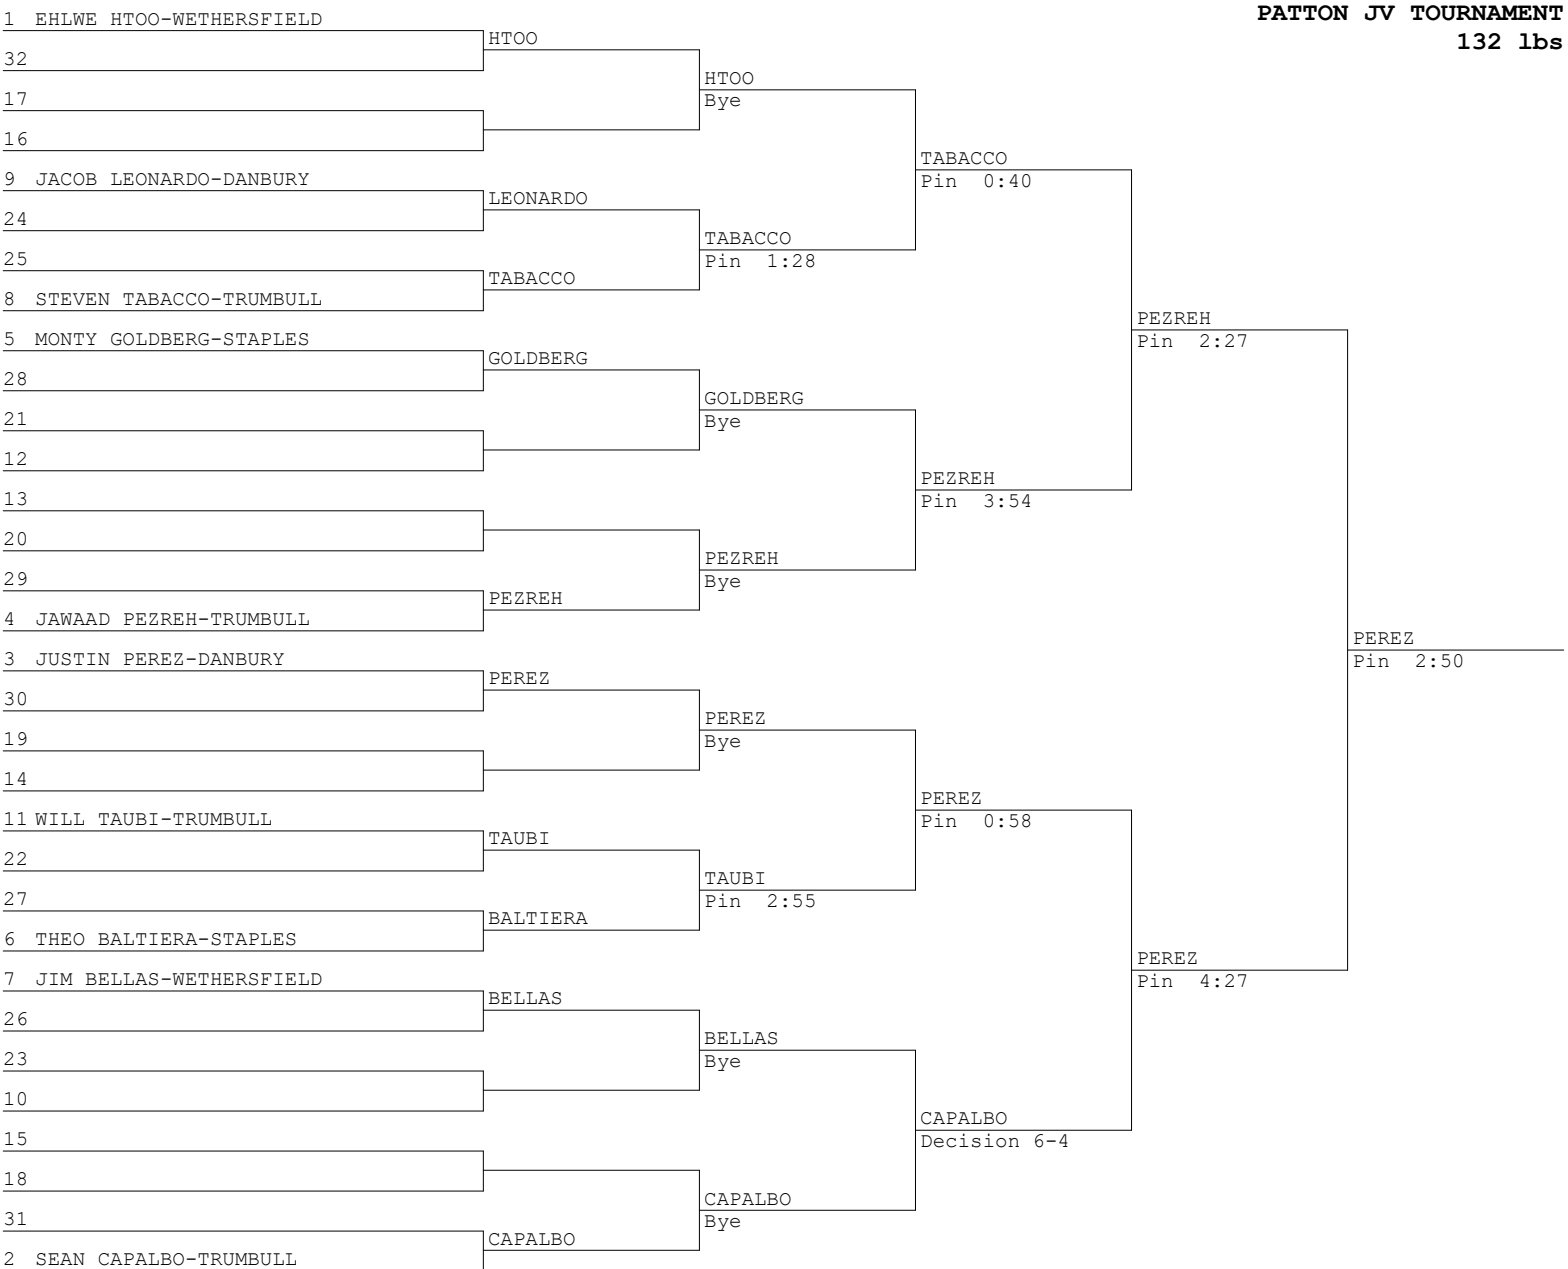 PATTON JV TOURNAMENT
132 lbs
1 EHLWE HTOO-WETHERSFIELD
HTOO
32
HTOO
Bye
17
16
TABACCO
Pin 0:40
9 JACOB LEONARDO-DANBURY
LEONARDO
24
TABACCO
Pin 1:28
25
TABACCO
8 STEVEN TABACCO-TRUMBULL
PEZREH
Pin 2:27
5 MONTY GOLDBERG-STAPLES
GOLDBERG
28
GOLDBERG
Bye
21
12
PEZREH
Pin 3:54
13
20
PEZREH
Bye
29
PEZREH
4 JAWAAD PEZREH-TRUMBULL
PEREZ
Pin 2:50
3 JUSTIN PEREZ-DANBURY
PEREZ
30
PEREZ
Bye
19
14
PEREZ
Pin 0:58
11 WILL TAUBI-TRUMBULL
TAUBI
22
TAUBI
Pin 2:55
27
BALTIERA
6 THEO BALTIERA-STAPLES
PEREZ
Pin 4:27
7 JIM BELLAS-WETHERSFIELD
BELLAS
26
BELLAS
Bye
23
10
CAPALBO
Decision 6-4
15
18
CAPALBO
Bye
31
CAPALBO
2 SEAN CAPALBO-TRUMBULL